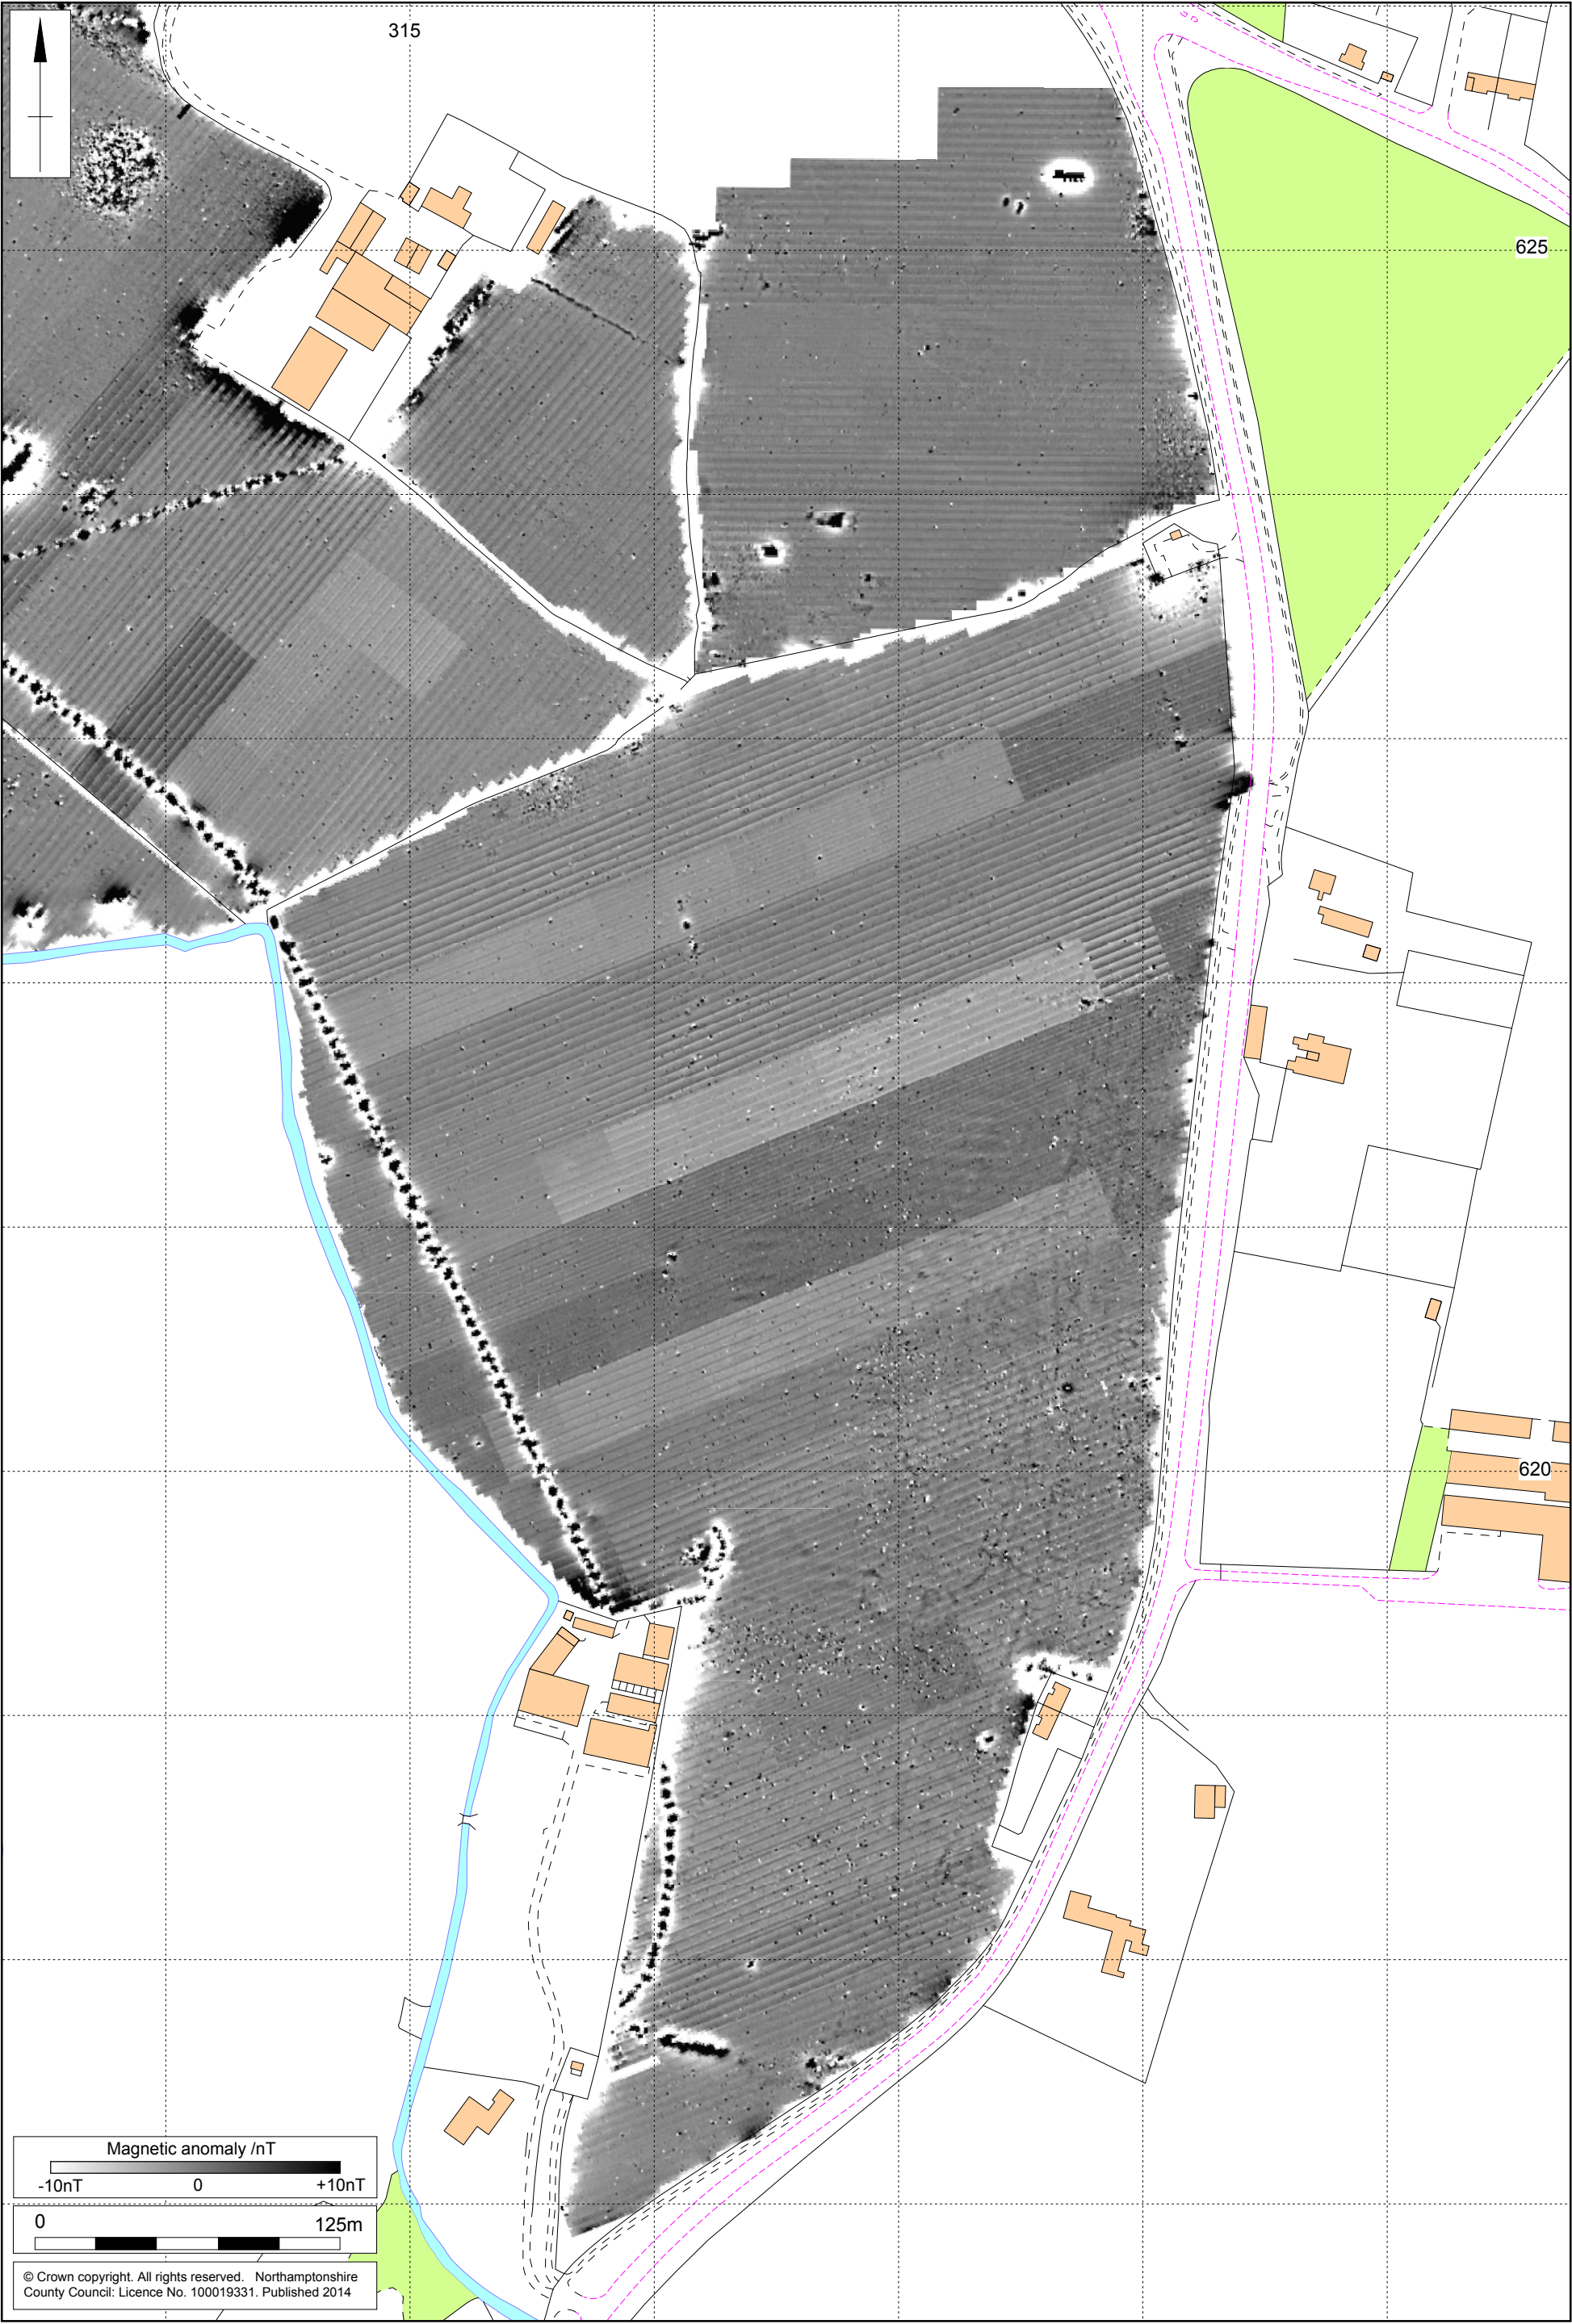 315
625
620
Magnetic anomaly /nT
-10nT 0 +10nT
0 125m
© Crown copyright. All rights reserved. Northamptonshire
County Council: Licence No. 100019331. Published 2014